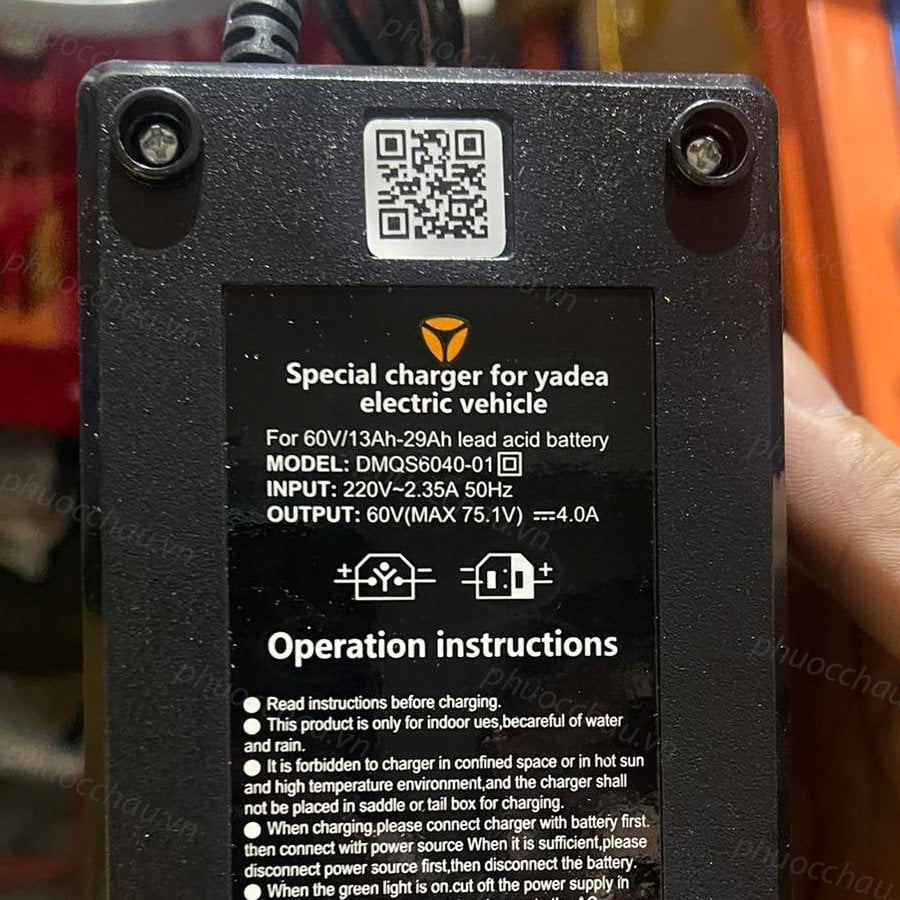 Special charger for yadea
electric vehicle
For 60V/13Ah-29Ah lead acid battery
MODEL: DMQS6040-01
INPUT: 220V~2.35A 50Hz
OUTPUT: 60V(MAX 75.1V) ⎓4.0A
+ - - +
Operation instructions
● Read instructions before charging.
● This product is only for indoor ues,becareful of water
and rain.
● It is forbidden to charger in confined space or in hot sun
and high temperature environment,and the charger shall
not be placed in saddle or tail box for charging.
● When charging,please connect charger with battery first.
then connect with power source When it is sufficient,please
disconnect power source first,then disconnect the battery.
● When the green light is on.cut oft the power supply in
phuocchau.vn